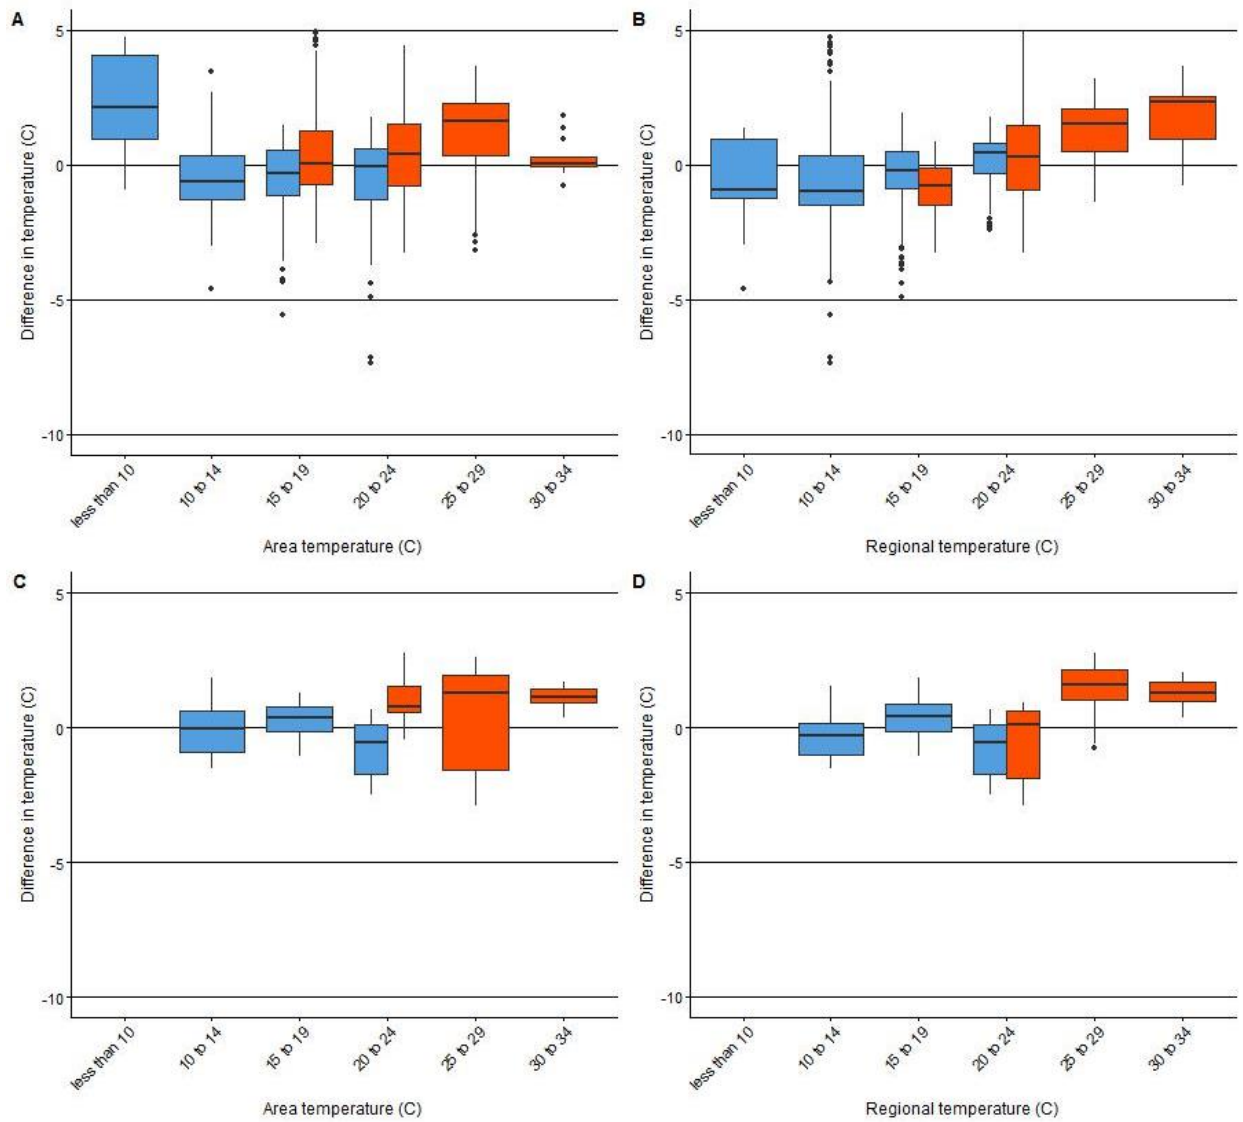 A
Difference in temperature (C)
5
0
-5
-10
less than 10
10 to 14
15 to 19
20 to 24
25 to 29
30 to 34
Area temperature (C)
B
Difference in temperature (C)
5
0
-5
-10
less than 10
10 to 14
15 to 19
20 to 24
25 to 29
30 to 34
Regional temperature (C)
C
Difference in temperature (C)
5
0
-5
-10
less than 10
10 to 14
15 to 19
20 to 24
25 to 29
30 to 34
Area temperature (C)
D
Difference in temperature (C)
5
0
-5
-10
less than 10
10 to 14
15 to 19
20 to 24
25 to 29
30 to 34
Regional temperature (C)